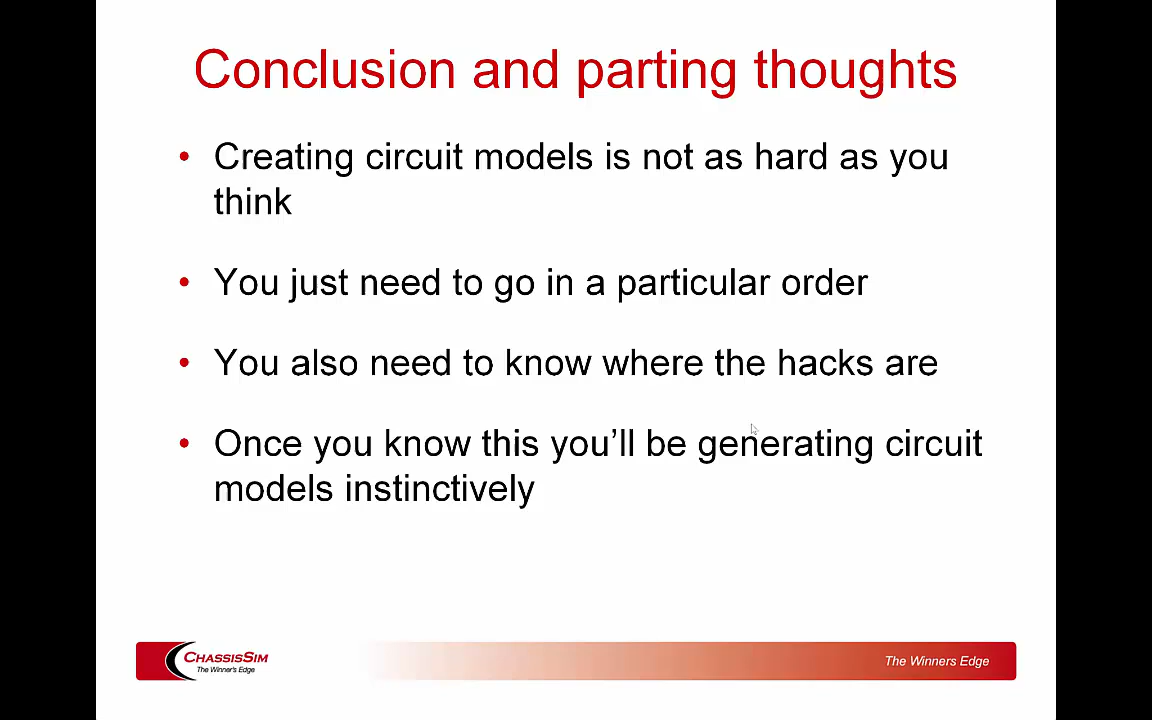 Conclusion and parting thoughts
• Creating circuit models is not as hard as you
think
• You just need to go in a particular order
• You also need to know where the hacks are
• Once you know this you’ll be generating circuit
models instinctively
CHASSISSIM
The Winner's Edge
The Winners Edge